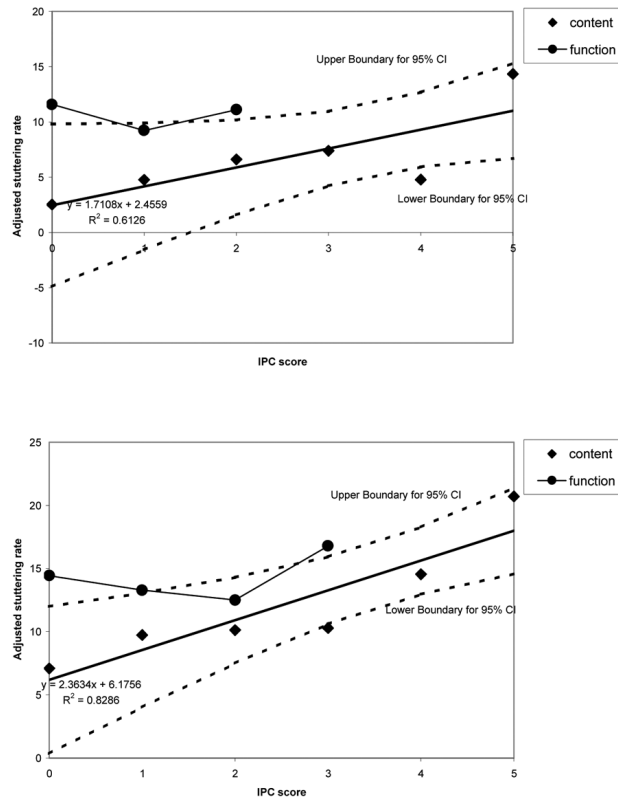 20
content
function
15
Upper Boundary for 95% CI
10
Adjusted stuttering rate
5
Lower Boundary for 95% CI
y = 1.7108x + 2.4559
R² = 0.6126
0
0 1 2 3 4 5
-5
-10
IPC score
25
content
function
Upper Boundary for 95% CI
20
15
Adjusted stuttering rate
Lower Boundary for 95% CI
10
y = 2.3634x + 6.1756
R² = 0.8286
5
0
0 1 2 3 4 5
IPC score